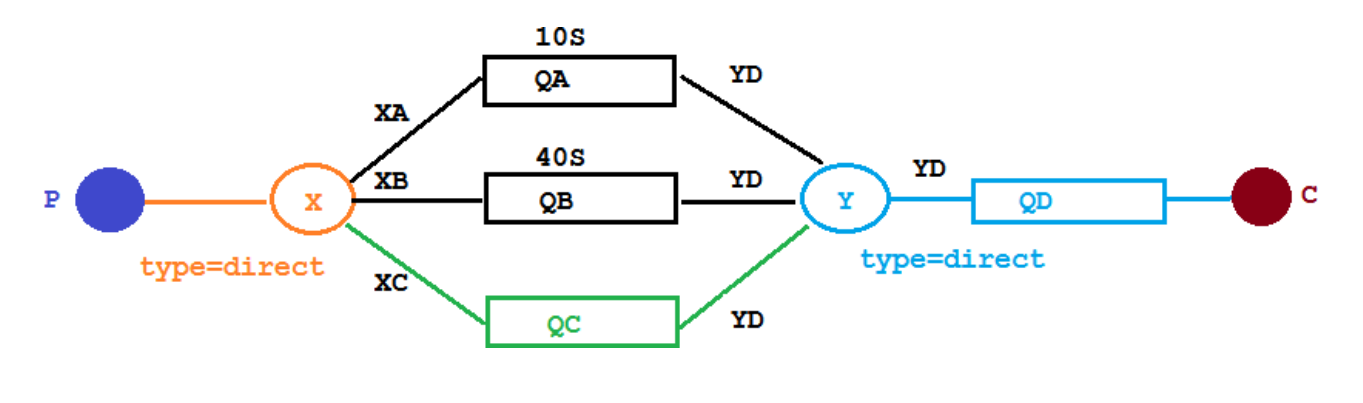 10S
QA
YD
XA
40S
XB
YD
YD
P
X
QB
Y
QD
C
type=direct
type=direct
XC
QC
YD